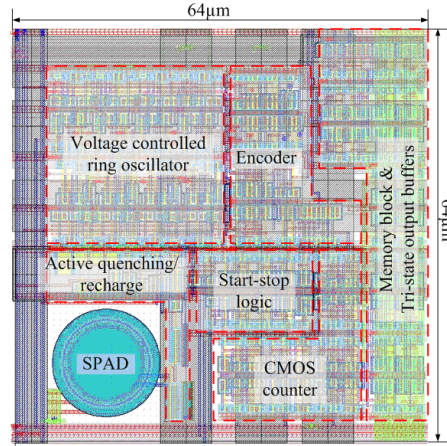 64μm
Voltage controlled
ring oscillator
Encoder
Memory block &
Tri-state output buffers
64μm
Active quenching/
recharge
Start-stop
logic
SPAD
CMOS
counter